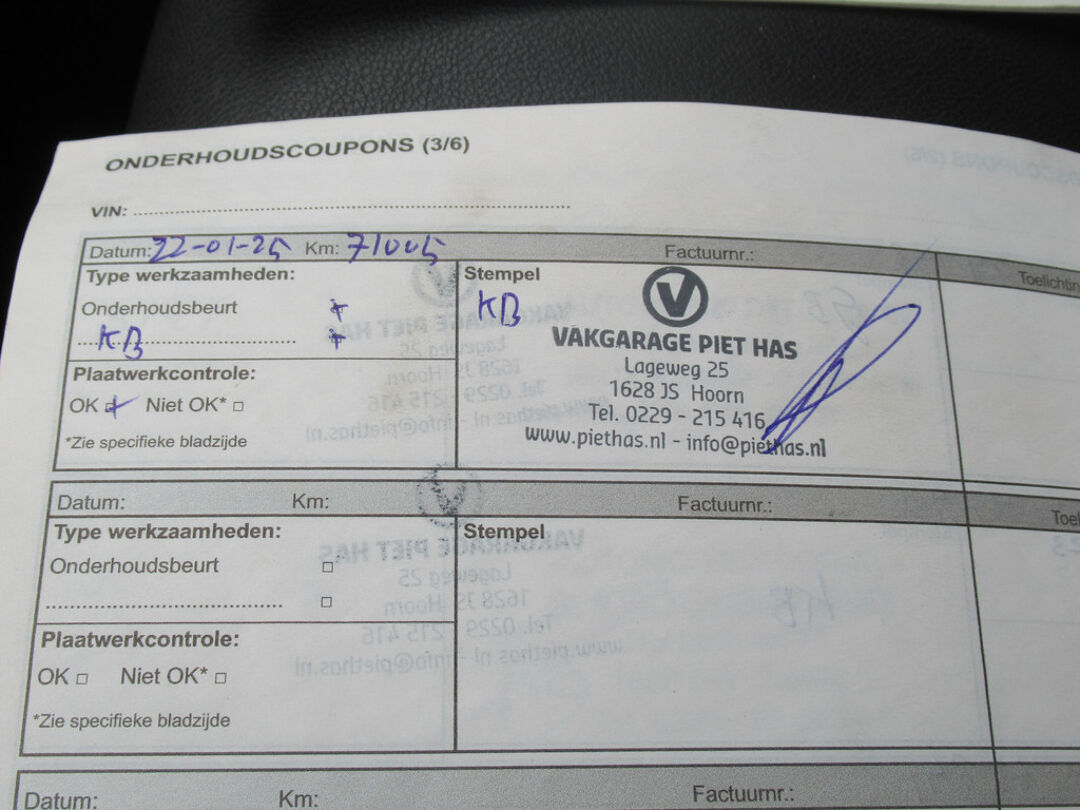 ONDERHOUDSCOUPONS (3/6)
VIN:
Datum: 22-01-25 Km: 71005 Factuurnr.:
Type werkzaamheden:
Stempel
Toelichtin
Onderhoudsbeurt
KB
KB
VAKGARAGE PIET HAS
Lageweg 25
1628 JS Hoorn
Tel. 0229 - 215 416
www.piethas.nl - info@piethas.nl
Plaatwerkcontrole:
OK Niet OK*
*Zie specifieke bladzijde
Datum: Km: Factuurnr.:
Type werkzaamheden:
Stempel
Toel
Onderhoudsbeurt
Plaatwerkcontrole:
OK Niet OK*
*Zie specifieke bladzijde
Datum: Km: Factuurnr.: